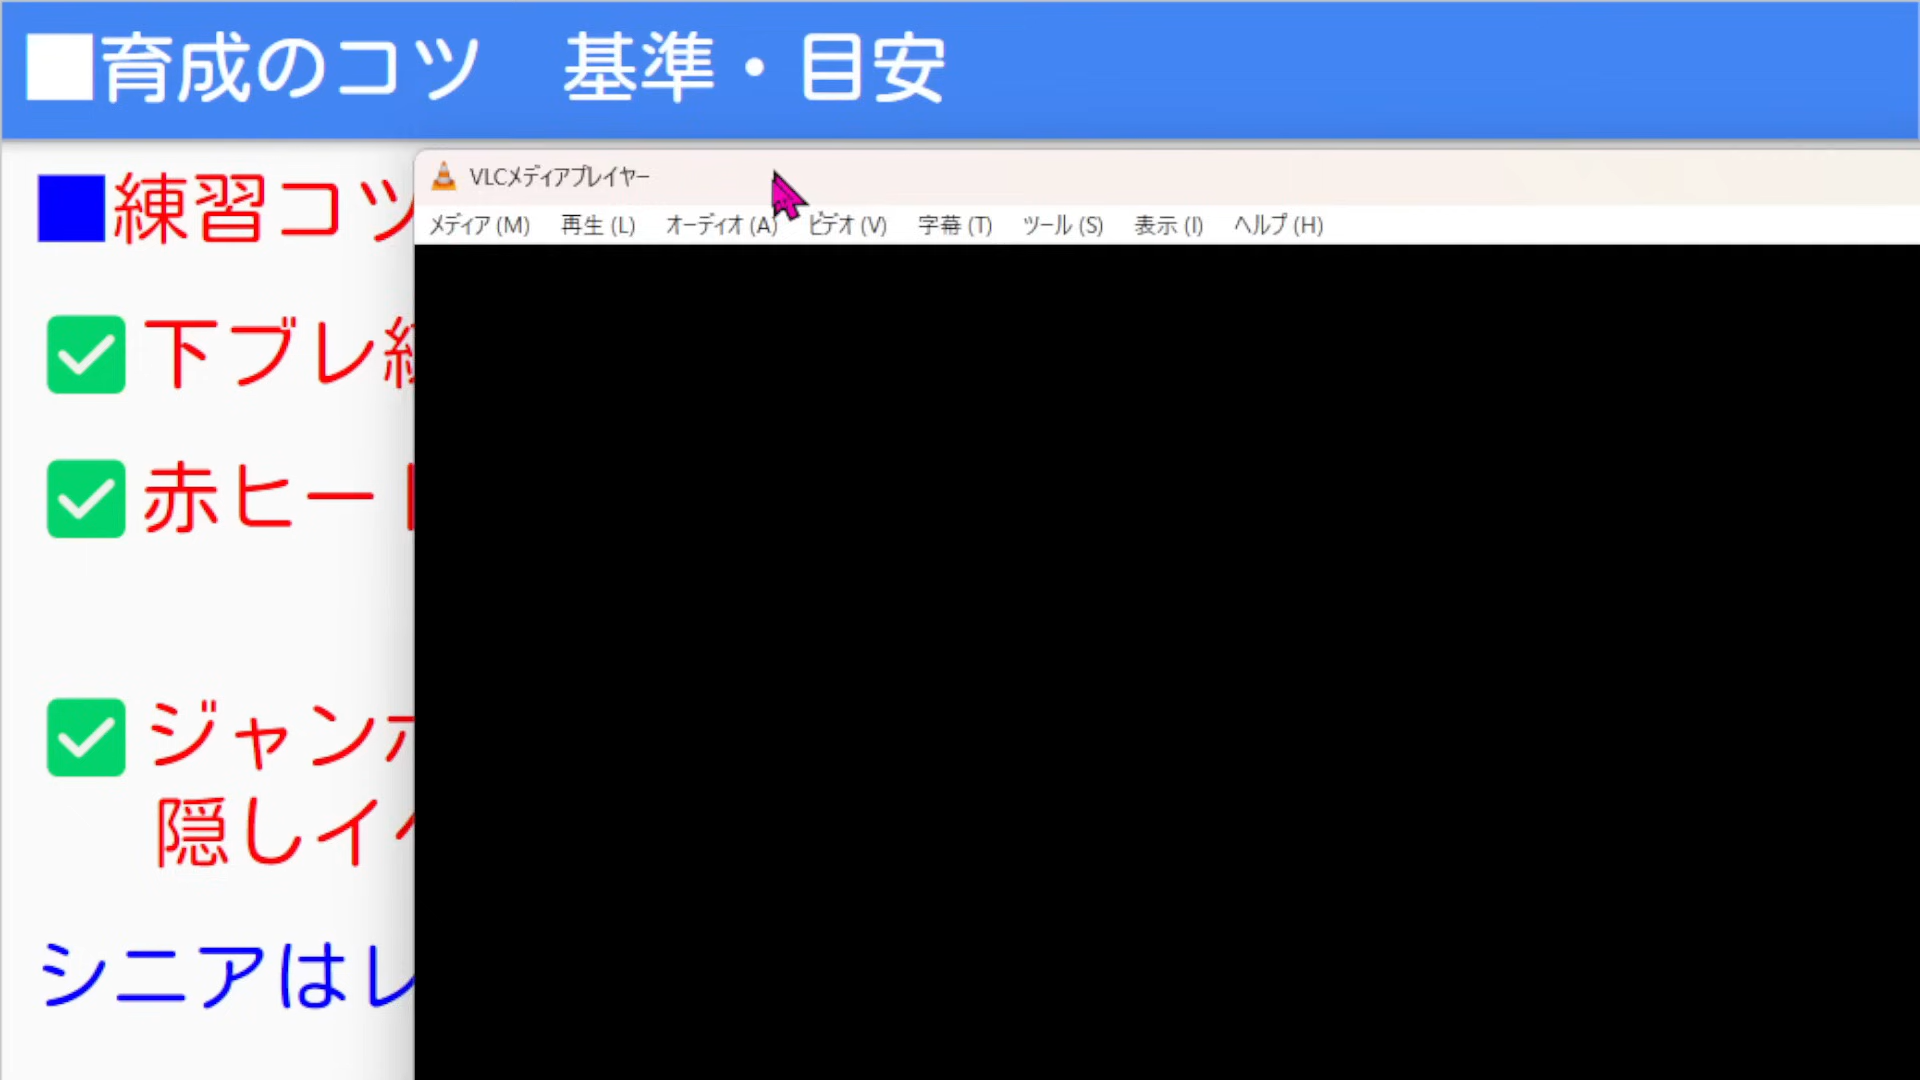 ■育成のコツ　基準・目安
■練習コツ
VLCメディアプレイヤー
メディア (M) 再生 (L) オーディオ (A) ビデオ (V) 字幕 (T) ツール (S) 表示 (I) ヘルプ (H)
✅下ブレ
✅赤ヒー
✅ジャン
隠しイ
シニアはレ